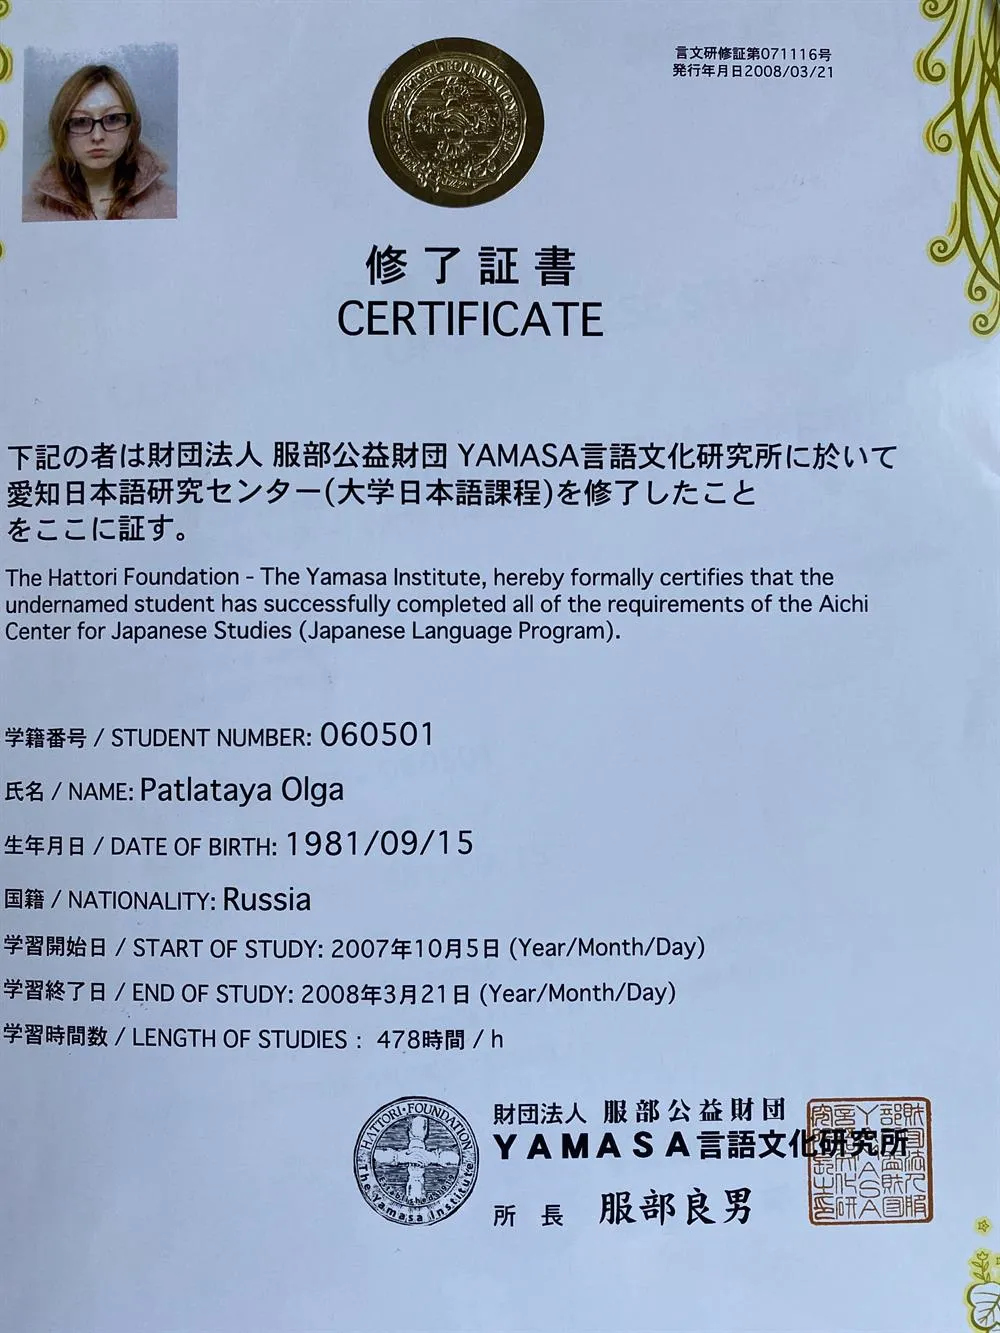 言文研修証第071116号
発行年月日2008/03/21
修了証書
CERTIFICATE
下記の者は財団法人 服部公益財団 YAMASA言語文化研究所に於いて
愛知日本語研究センター(大学日本語課程)を修了したこと
をここに証す。
The Hattori Foundation - The Yamasa Institute, hereby formally certifies that the
undernamed student has successfully completed all of the requirements of the Aichi
Center for Japanese Studies (Japanese Language Program).
学籍番号 / STUDENT NUMBER: 060501
氏名 / NAME: Patlataya Olga
生年月日 / DATE OF BIRTH: 1981/09/15
国籍 / NATIONALITY: Russia
学習開始日 / START OF STUDY: 2007年10月5日 (Year/Month/Day)
学習終了日 / END OF STUDY: 2008年3月21日 (Year/Month/Day)
学習時間数 / LENGTH OF STUDIES : 478時間 / h
HATTORI·FOUNDATION
The Yamasa Institute
財団法人 服部公益財団
YAMASA言語文化研究所
所長 服部良男